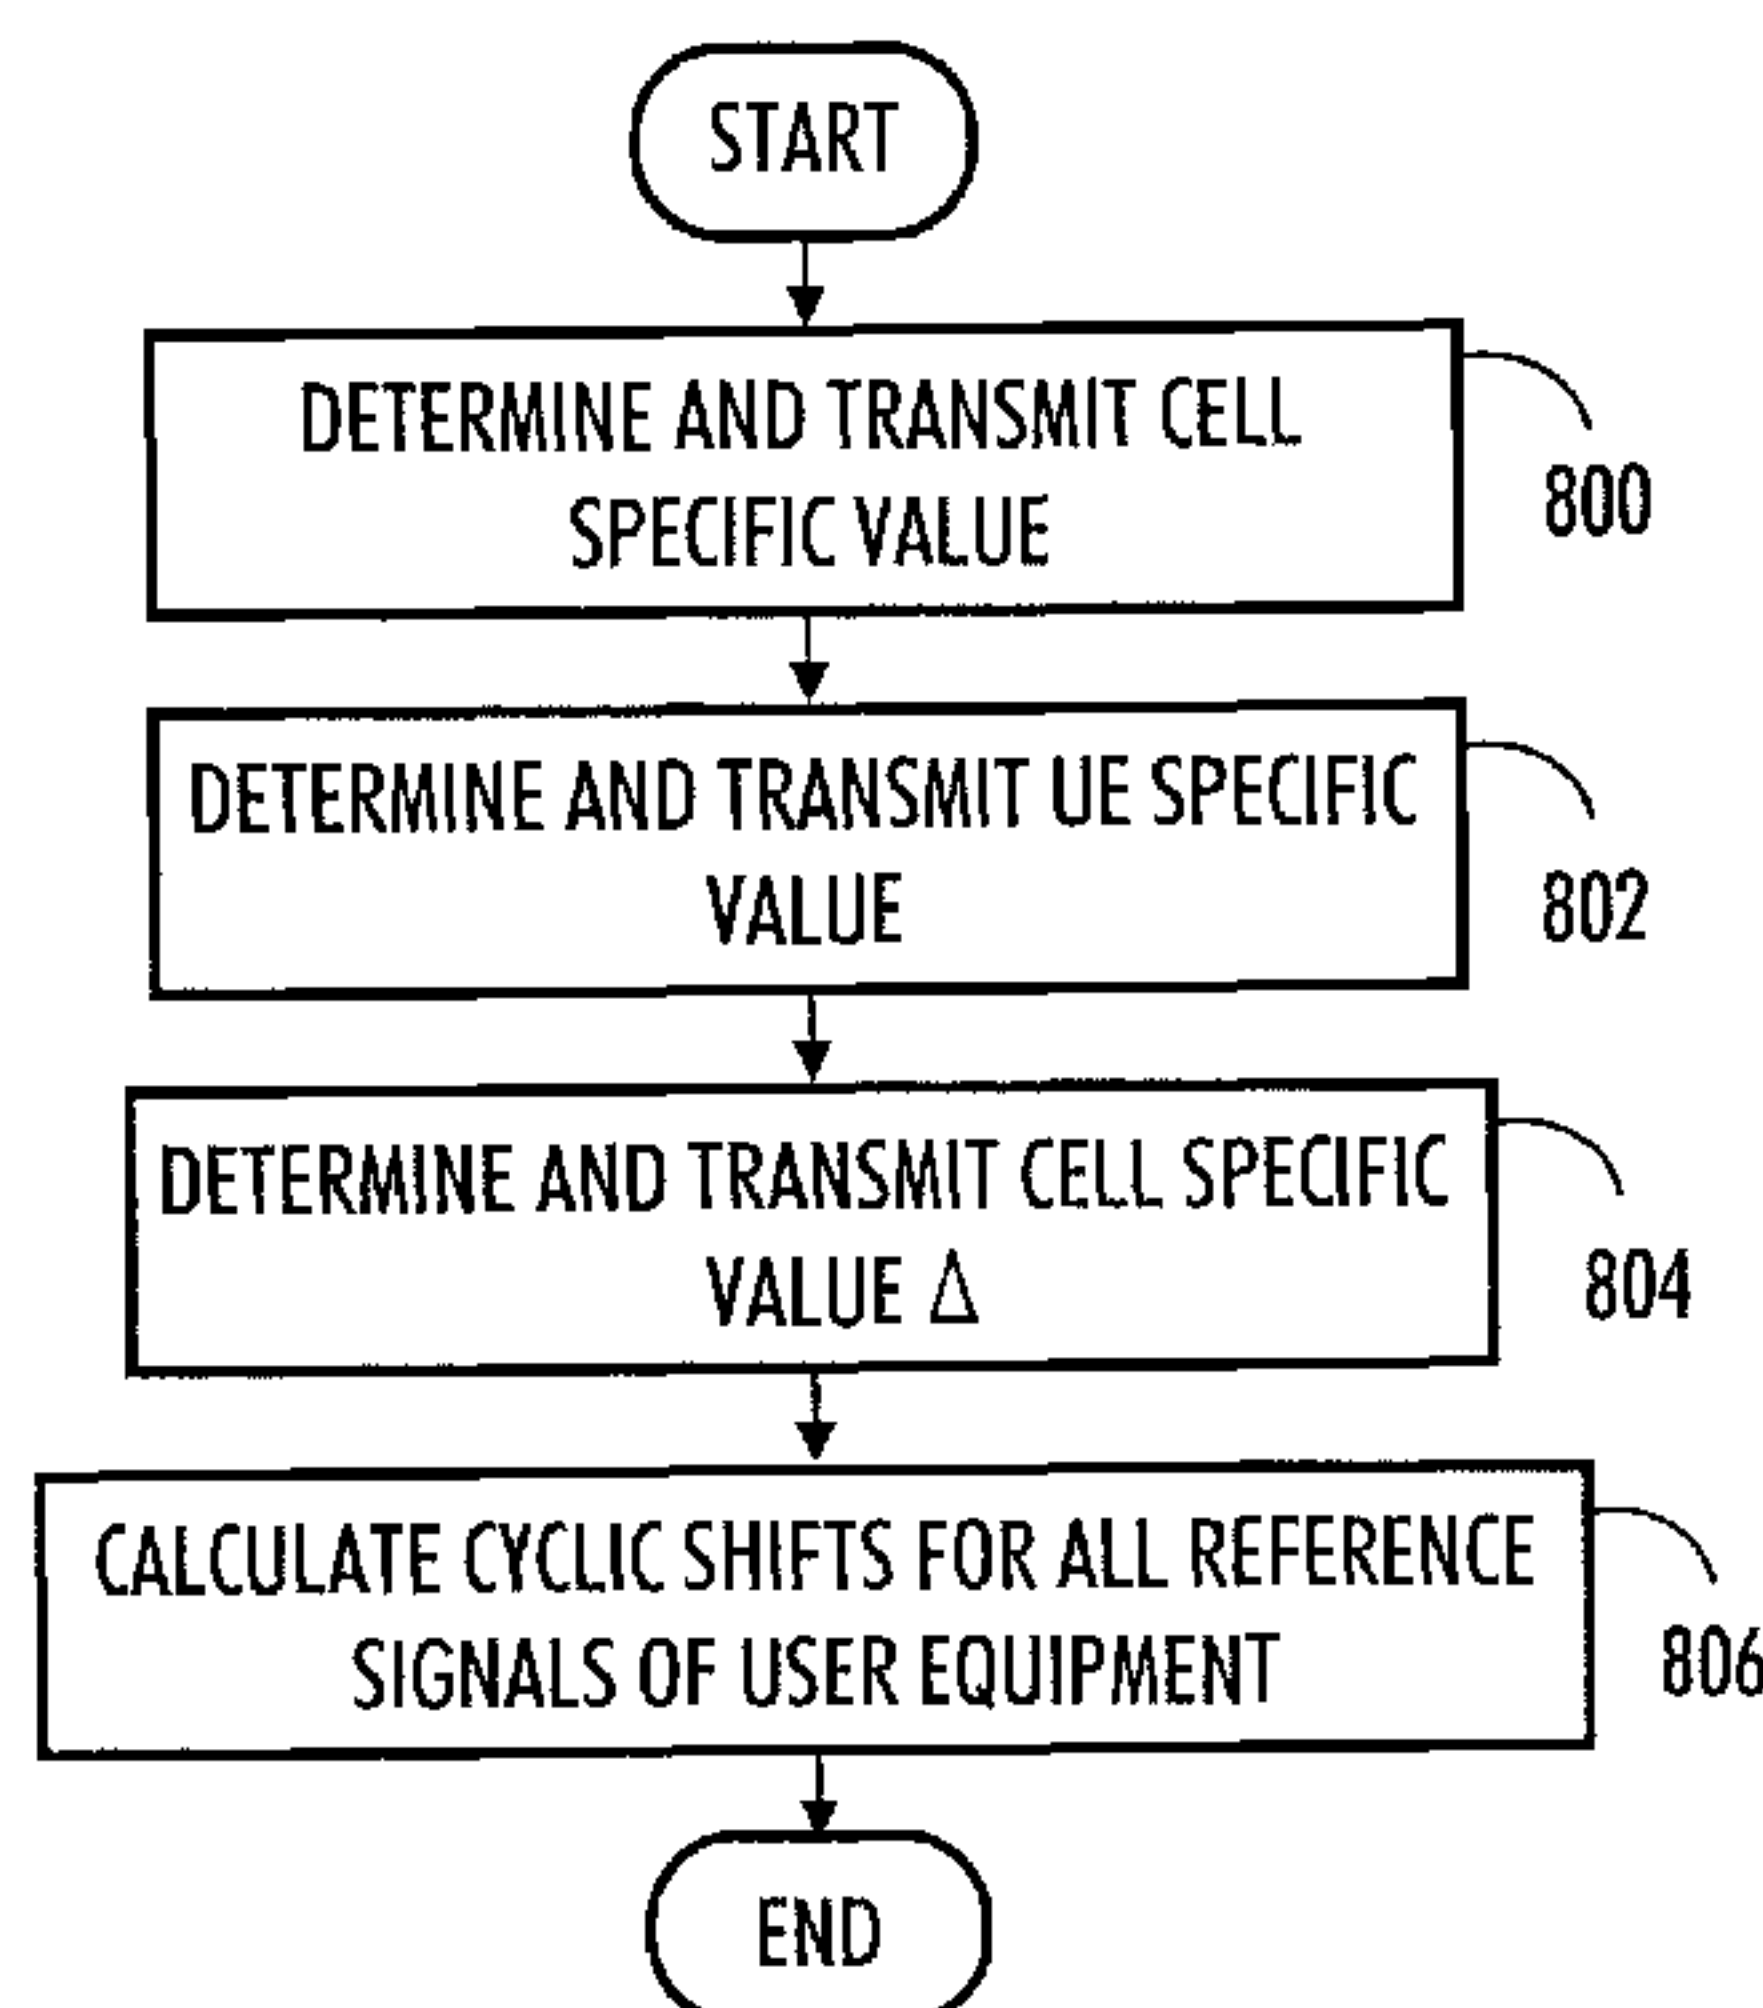 START
DETERMINE AND TRANSMIT CELL
SPECIFIC VALUE
800
DETERMINE AND TRANSMIT UE SPECIFIC
VALUE
802
DETERMINE AND TRANSMIT CELL SPECIFIC
VALUE Δ
804
CALCULATE CYCLIC SHIFTS FOR ALL REFERENCE
SIGNALS OF USER EQUIPMENT
806
END